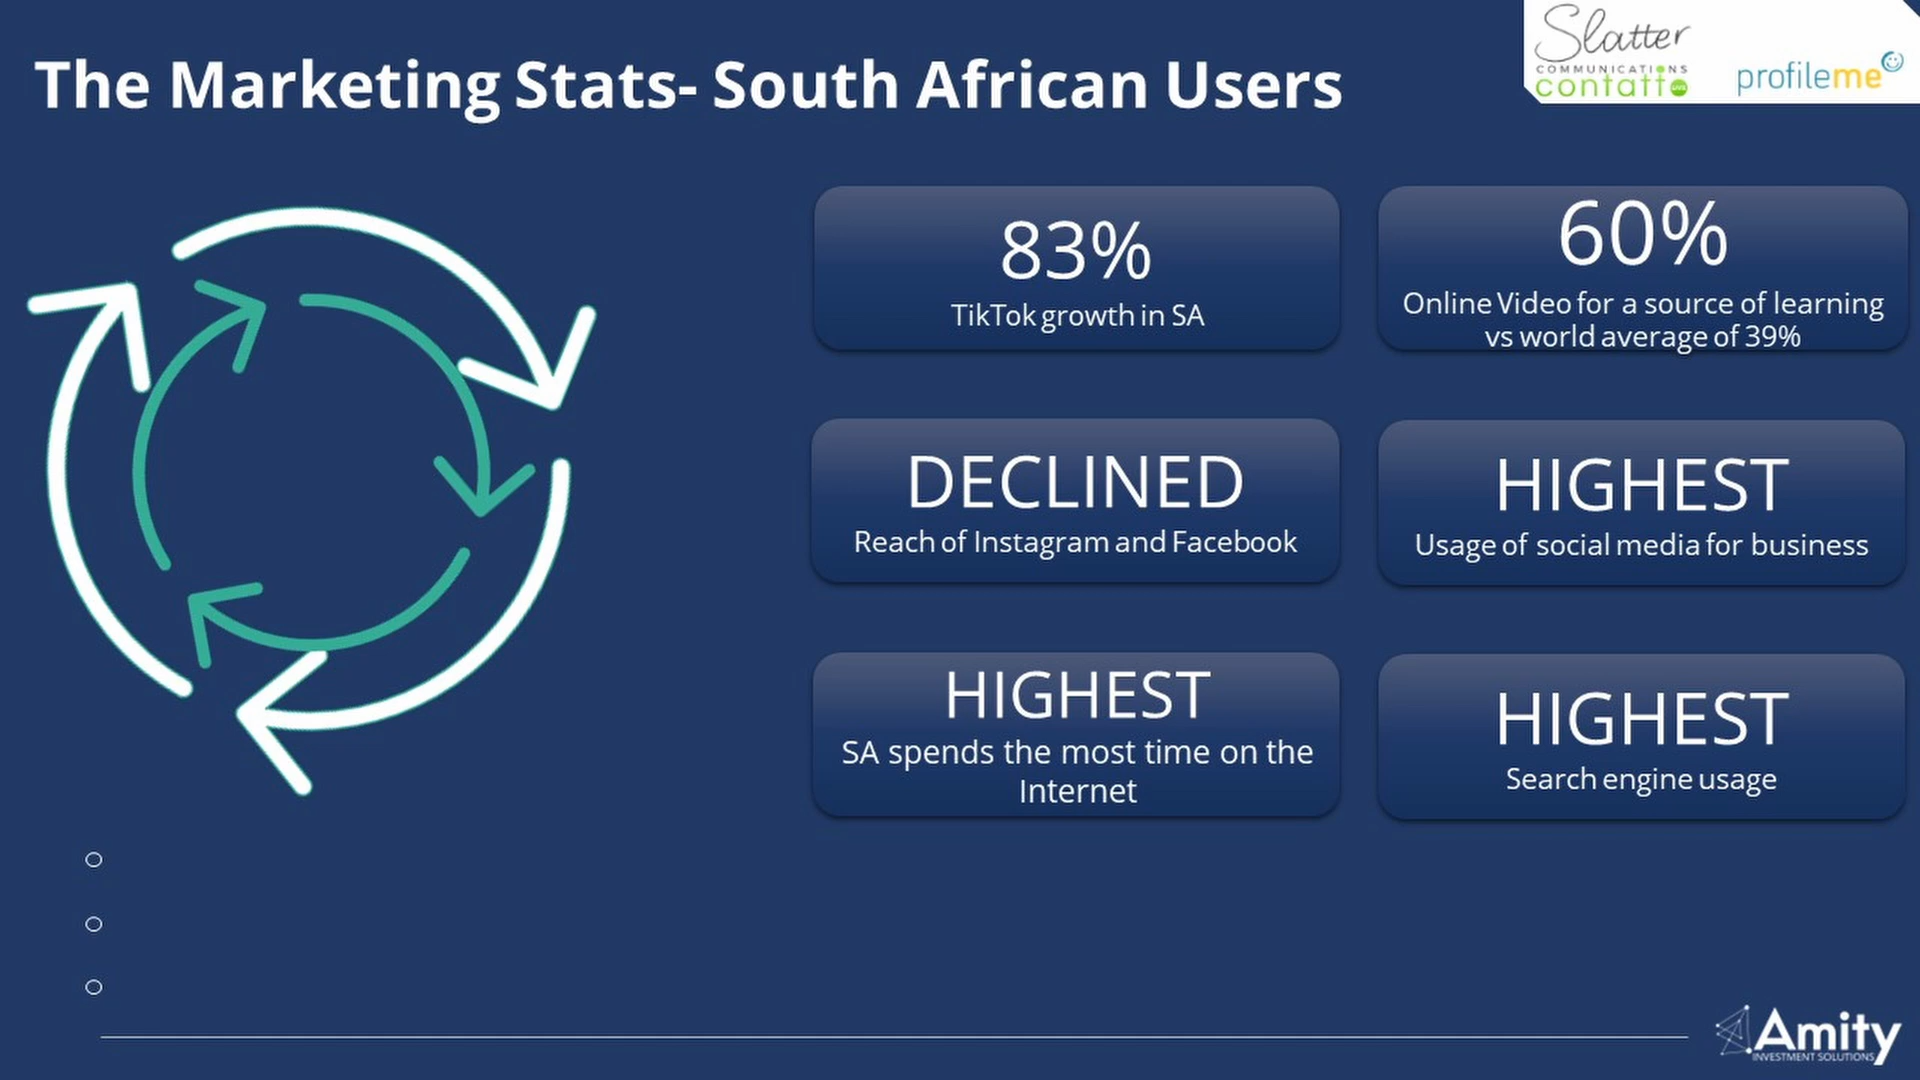 The Marketing Stats- South African Users
Slatter
COMMUNICATIONS
contatto
profileme
83%
TikTok growth in SA
60%
Online Video for a source of learning
vs world average of 39%
DECLINED
Reach of Instagram and Facebook
HIGHEST
Usage of social media for business
HIGHEST
SA spends the most time on the
Internet
HIGHEST
Search engine usage
Amity
INVESTMENT SOLUTIONS